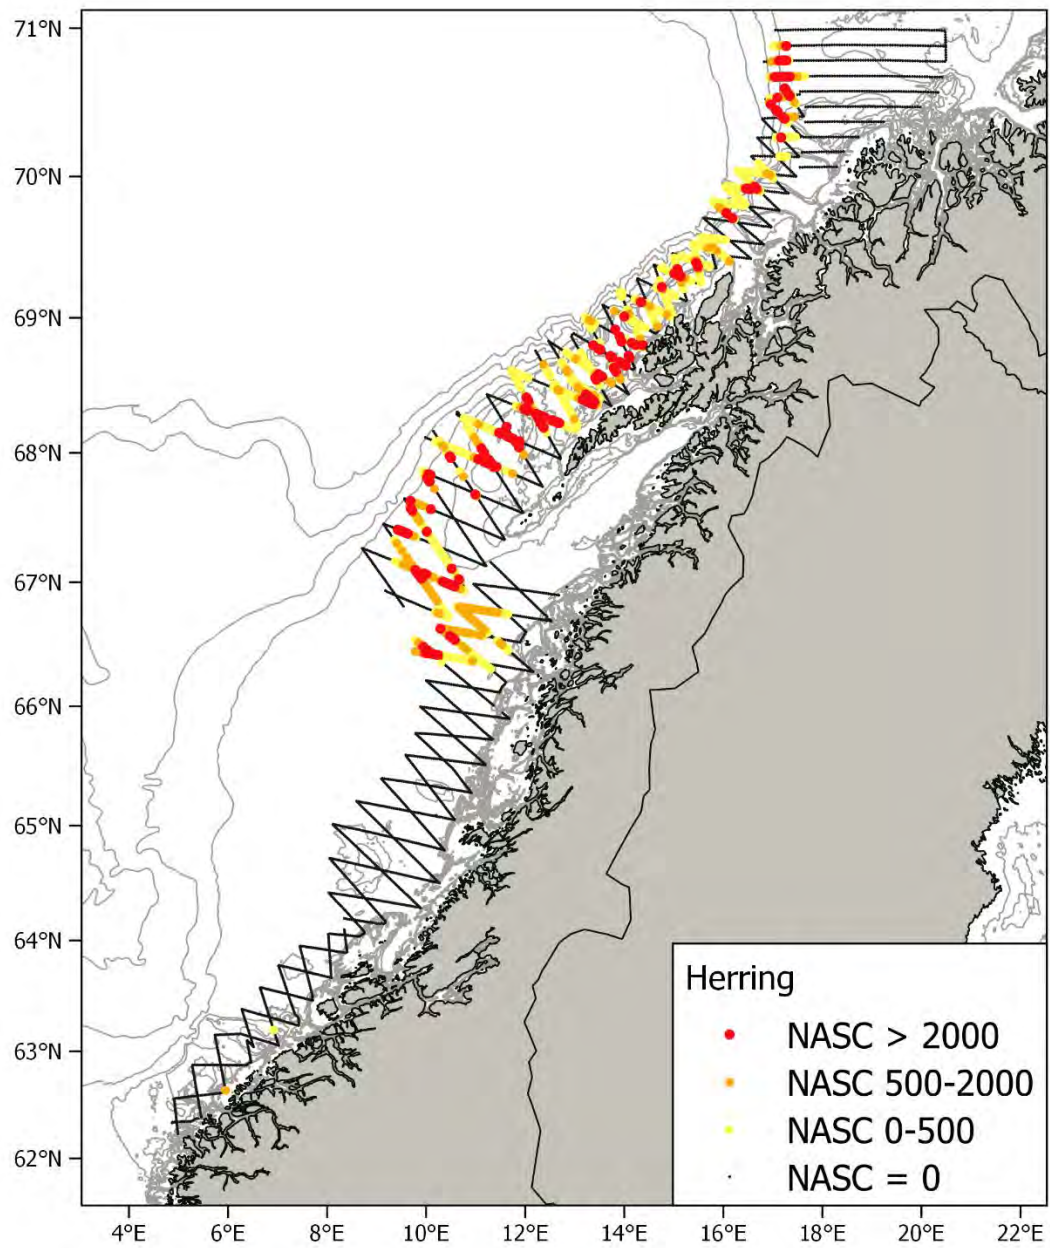 71°N
70°N
69°N
68°N
67°N
66°N
65°N
64°N
63°N
62°N
Herring
NASC > 2000
NASC 500-2000
NASC 0-500
NASC = 0
4°E 6°E 8°E 10°E 12°E 14°E 16°E 18°E 20°E 22°E